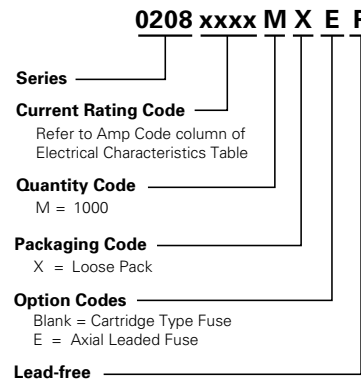 0208 xxxx M X E
Series
Current Rating Code
Refer to Amp Code column of
Electrical Characteristics Table
Quantity Code
M = 1000
Packaging Code
X = Loose Pack
Option Codes
Blank = Cartridge Type Fuse
E = Axial Leaded Fuse
Lead-free